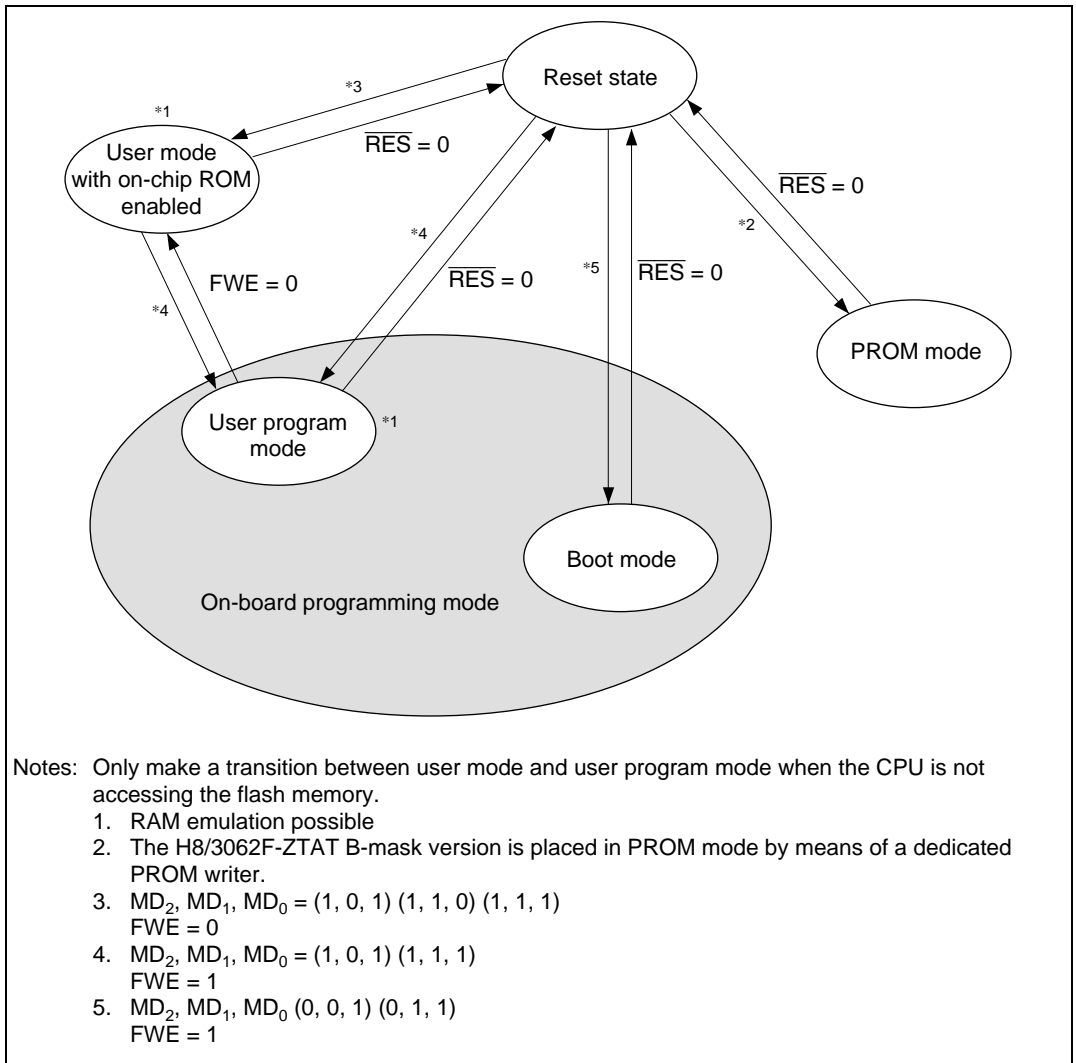 Reset state
*3
*1
RES = 0
User mode
with on-chip ROM
enabled
RES = 0
*2
*4
FWE = 0
RES = 0
*5
RES = 0
*4
PROM mode
User program
mode
*1
Boot mode
On-board programming mode
Notes: Only make a transition between user mode and user program mode when the CPU is not
accessing the flash memory.
1. RAM emulation possible
2. The H8/3062F-ZTAT B-mask version is placed in PROM mode by means of a dedicated
PROM writer.
3. MD2, MD1, MD0 = (1, 0, 1) (1, 1, 0) (1, 1, 1)
FWE = 0
4. MD2, MD1, MD0 = (1, 0, 1) (1, 1, 1)
FWE = 1
5. MD2, MD1, MD0 (0, 0, 1) (0, 1, 1)
FWE = 1